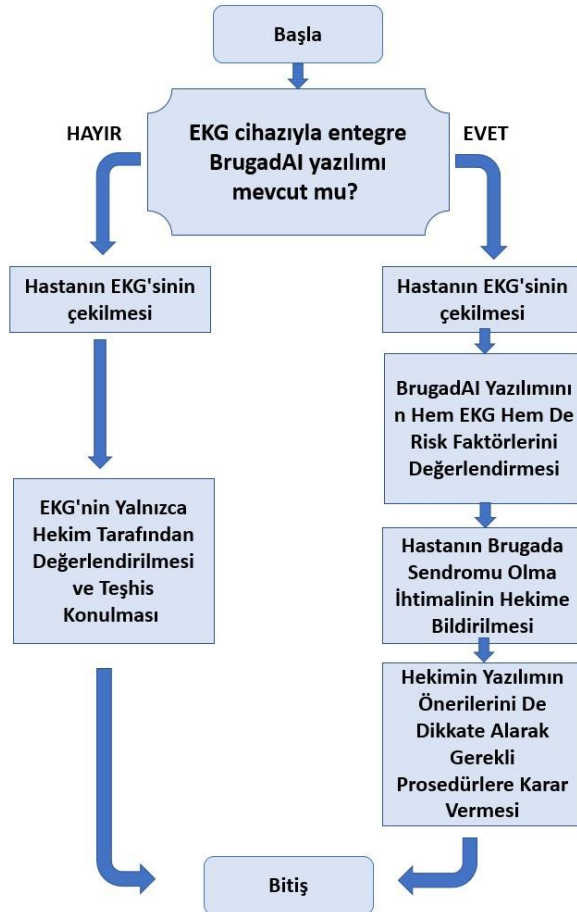 Başla
HAYIR
EKG cihazıyla entegre
BrugadAI yazılımı
mevcut mu?
EVET
Hastanın EKG'sinin
çekilmesi
EKG'nin Yalnızca
Hekim Tarafından
Değerlendirilmesi
ve Teşhis
Konulması
Hastanın EKG'sinin
çekilmesi
BrugadAI Yazılımını
n Hem EKG Hem De
Risk Faktörlerini
Değerlendirmesi
Hastanın Brugada
Sendromu Olma
İhtimalinin Hekime
Bildirilmesi
Hekimin Yazılımın
Önerilerini De
Dikkate Alarak
Gerekli
Prosedürlere Karar
Vermesi
Bitiş